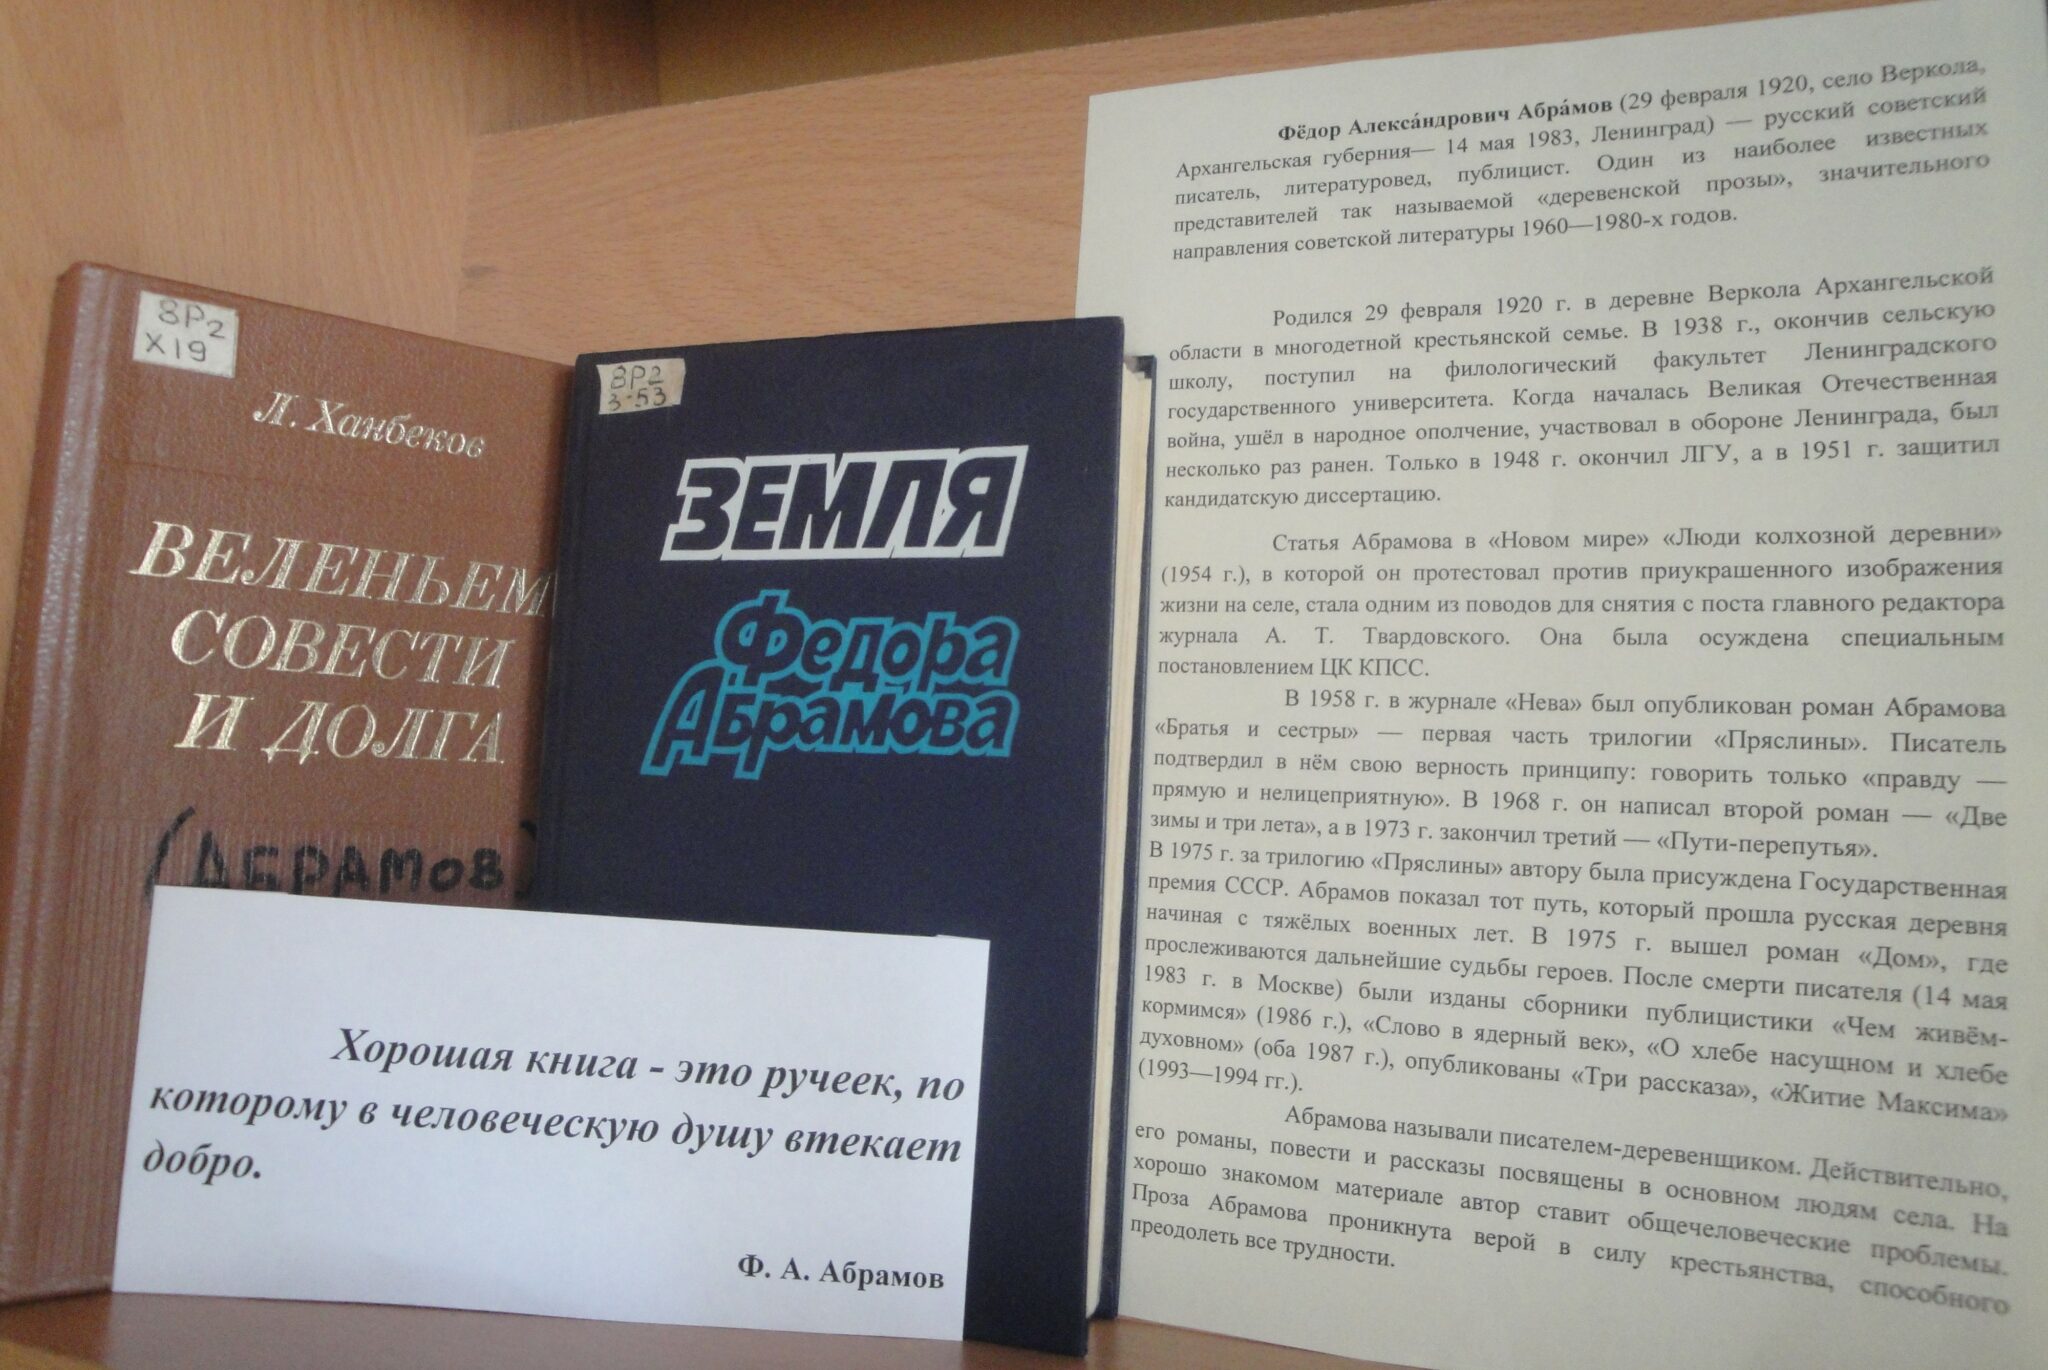 8Р2
Х19
Л. Ханбеков
ВЕЛЕНЬЕМ
СОВЕСТИ
И ДОЛГА
(АБРАМОВ)
8Р2
3-53
ЗЕМЛЯ
Федора
Абрамова
Хорошая книга - это ручеек, по
которому в человеческую душу втекает
добро.
Ф. А. Абрамов
Фёдор Алекса́ндрович Абра́мов (29 февраля 1920, село Веркола,
Архангельская губерния— 14 мая 1983, Ленинград) — русский советский
писатель, литературовед, публицист. Один из наиболее известных
представителей так называемой «деревенской прозы», значительного
направления советской литературы 1960—1980-х годов.
Родился 29 февраля 1920 г. в деревне Веркола Архангельской
области в многодетной крестьянской семье. В 1938 г., окончив сельскую
школу, поступил на филологический факультет Ленинградского
государственного университета. Когда началась Великая Отечественная
война, ушёл в народное ополчение, участвовал в обороне Ленинграда, был
несколько раз ранен. Только в 1948 г. окончил ЛГУ, а в 1951 г. защитил
кандидатскую диссертацию.
Статья Абрамова в «Новом мире» «Люди колхозной деревни»
(1954 г.), в которой он протестовал против приукрашенного изображения
жизни на селе, стала одним из поводов для снятия с поста главного редактора
журнала А. Т. Твардовского. Она была осуждена специальным
постановлением ЦК КПСС.
В 1958 г. в журнале «Нева» был опубликован роман Абрамова
«Братья и сестры» — первая часть трилогии «Пряслины». Писатель
подтвердил в нём свою верность принципу: говорить только «правду —
прямую и нелицеприятную». В 1968 г. он написал второй роман — «Две
зимы и три лета», а в 1973 г. закончил третий — «Пути-перепутья».
В 1975 г. за трилогию «Пряслины» автору была присуждена Государственная
премия СССР. Абрамов показал тот путь, который прошла русская деревня
начиная с тяжёлых военных лет. В 1975 г. вышел роман «Дом», где
прослеживаются дальнейшие судьбы героев. После смерти писателя (14 мая
1983 г. в Москве) были изданы сборники публицистики «Чем живём-
кормимся» (1986 г.), «Слово в ядерный век», «О хлебе насущном и хлебе
духовном» (оба 1987 г.), опубликованы «Три рассказа», «Житие Максима»
(1993—1994 гг.).
Абрамова называли писателем-деревенщиком. Действительно,
его романы, повести и рассказы посвящены в основном людям села. На
хорошо знакомом материале автор ставит общечеловеческие проблемы.
Проза Абрамова проникнута верой в силу крестьянства, способного
преодолеть все трудности.